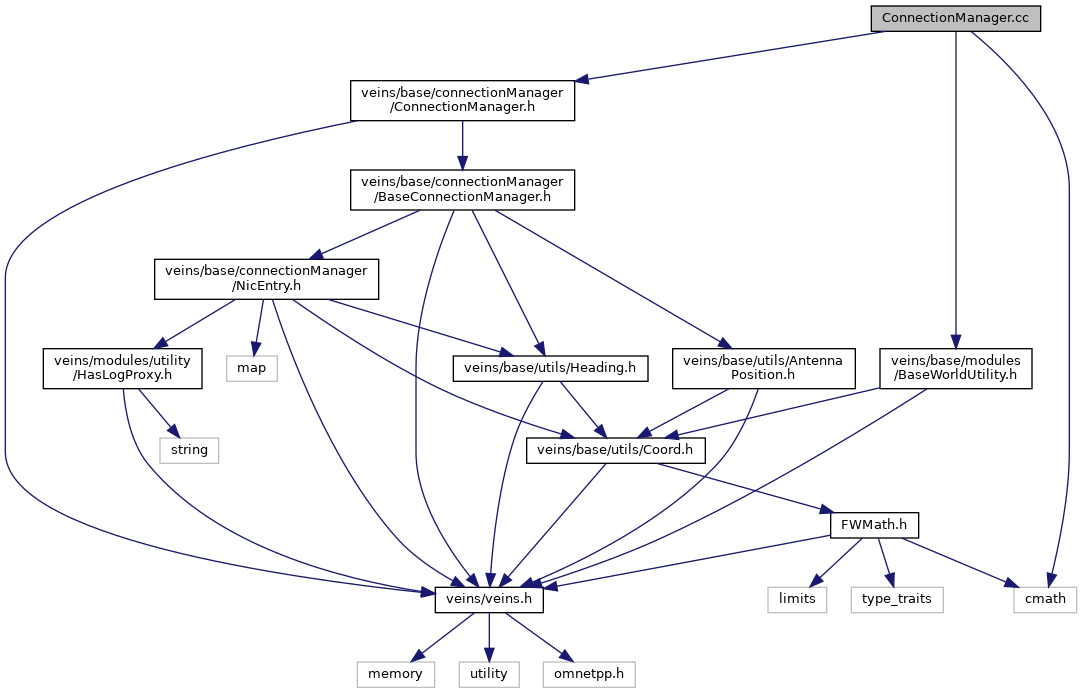 ConnectionManager.cc
veins/base/connectionManager
/ConnectionManager.h
veins/base/connectionManager
/BaseConnectionManager.h
veins/base/connectionManager
/NicEntry.h
veins/modules/utility
/HasLogProxy.h
map
veins/base/utils/Heading.h
veins/base/utils/Antenna
Position.h
veins/base/modules
/BaseWorldUtility.h
string
veins/base/utils/Coord.h
FWMath.h
veins/veins.h
limits
type_traits
cmath
memory
utility
omnetpp.h